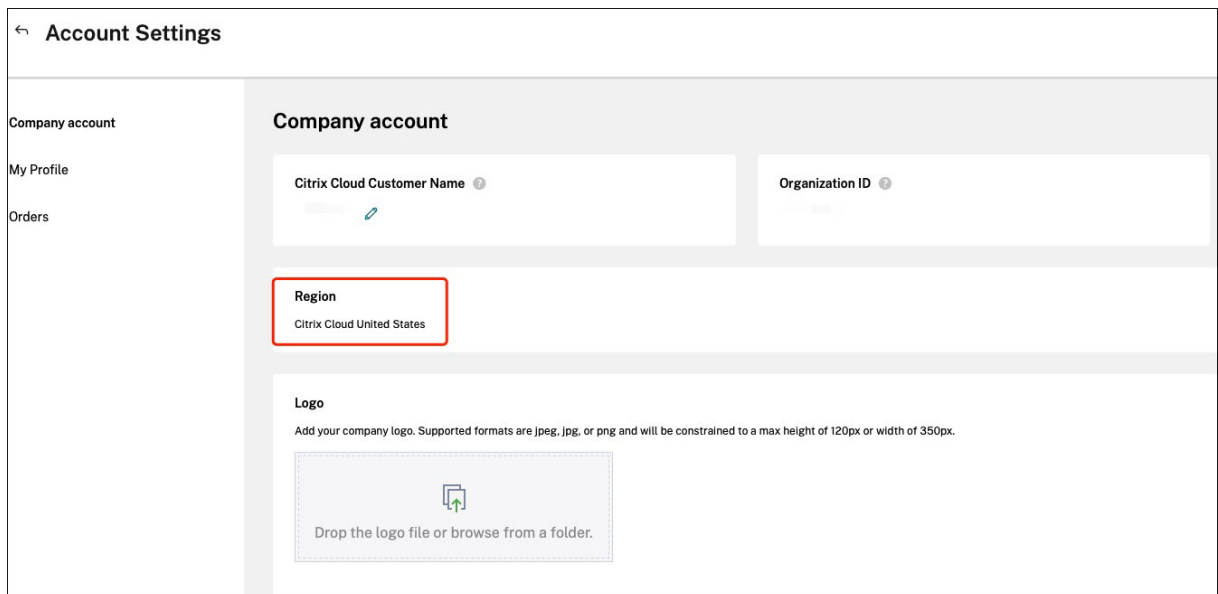 Account Settings
Company account
My Profile
Orders
Company account
Citrix Cloud Customer Name
Organization ID
Region
Citrix Cloud United States
Logo
Add your company logo. Supported formats are jpeg, jpg, or png and will be constrained to a max height of 120px or width of 350px.
Drop the logo file or browse from a folder.